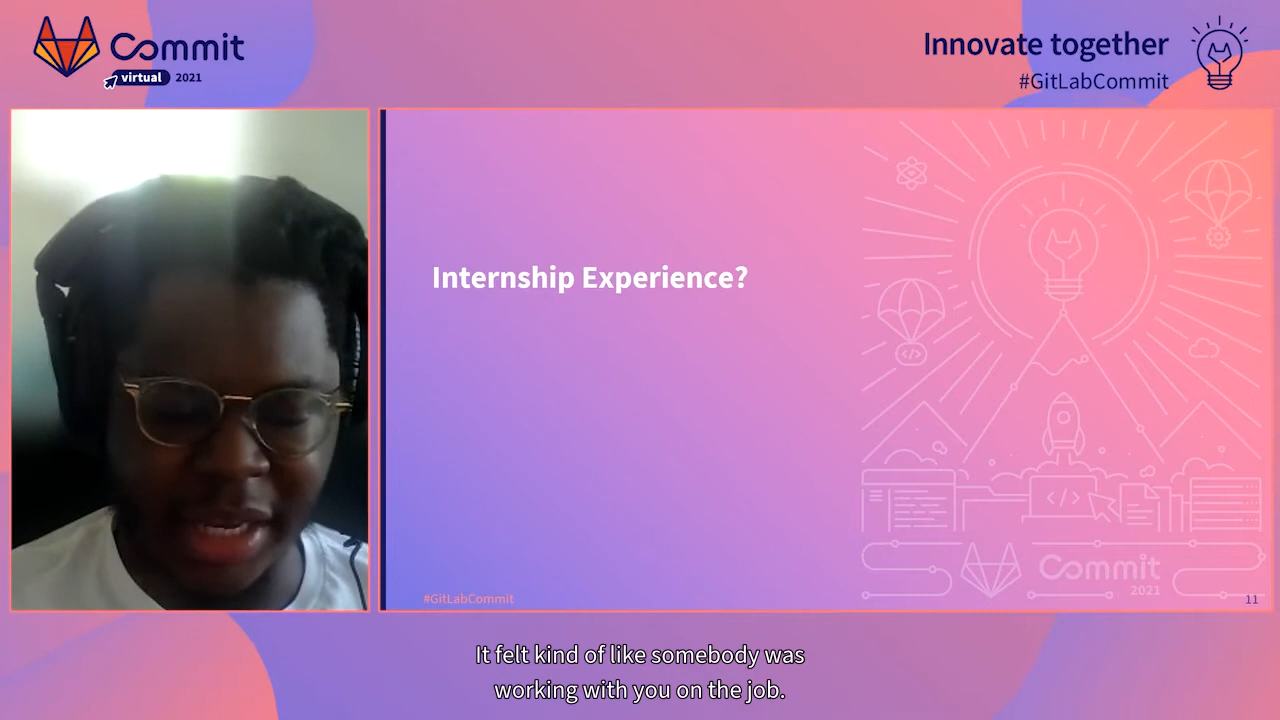 Commit
virtual 2021
Innovate together
#GitLabCommit
Internship Experience?
</>
</>
Commit
2021
#GitLabCommit
11
It felt kind of like somebody was
working with you on the job.